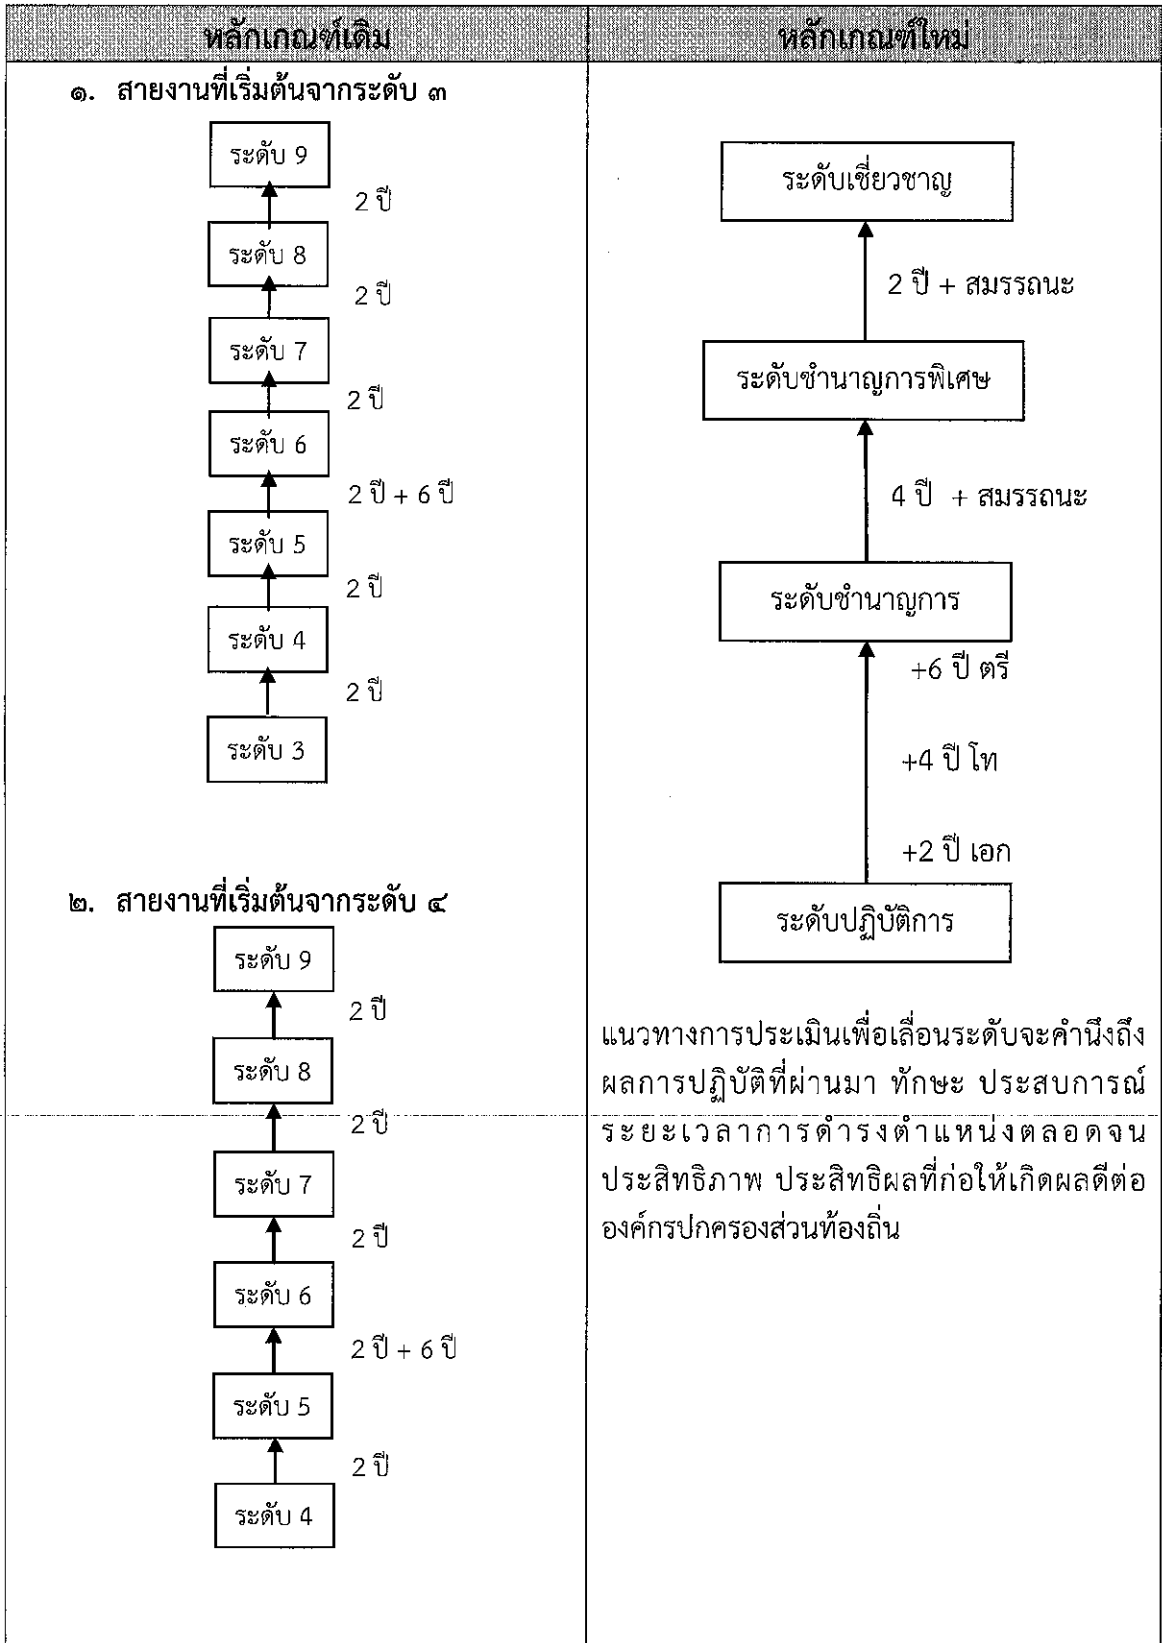 หลักเกณฑ์เดิม
๑. สายงานที่เริ่มต้นจากระดับ ๓
ระดับ 9
2 ปี
ระดับ 8
2 ปี
ระดับ 7
2 ปี
ระดับ 6
2 ปี + 6 ปี
ระดับ 5
2 ปี
ระดับ 4
2 ปี
ระดับ 3
๒. สายงานที่เริ่มต้นจากระดับ ๔
ระดับ 9
2 ปี
ระดับ 8
2 ปี
ระดับ 7
2 ปี
ระดับ 6
2 ปี + 6 ปี
ระดับ 5
2 ปี
ระดับ 4
หลักเกณฑ์ใหม่
ระดับเชี่ยวชาญ
2 ปี + สมรรถนะ
ระดับชำนาญการพิเศษ
4 ปี + สมรรถนะ
ระดับชำนาญการ
+6 ปี ตรี
+4 ปี โท
+2 ปี เอก
ระดับปฏิบัติการ
แนวทางการประเมินเพื่อเลื่อนระดับจะคำนึงถึง
ผลการปฏิบัติที่ผ่านมา ทักษะ ประสบการณ์
ระยะเวลาการดำรงตำแหน่งตลอดจน
ประสิทธิภาพ ประสิทธิผลที่ก่อให้เกิดผลดีต่อ
องค์กรปกครองส่วนท้องถิ่น